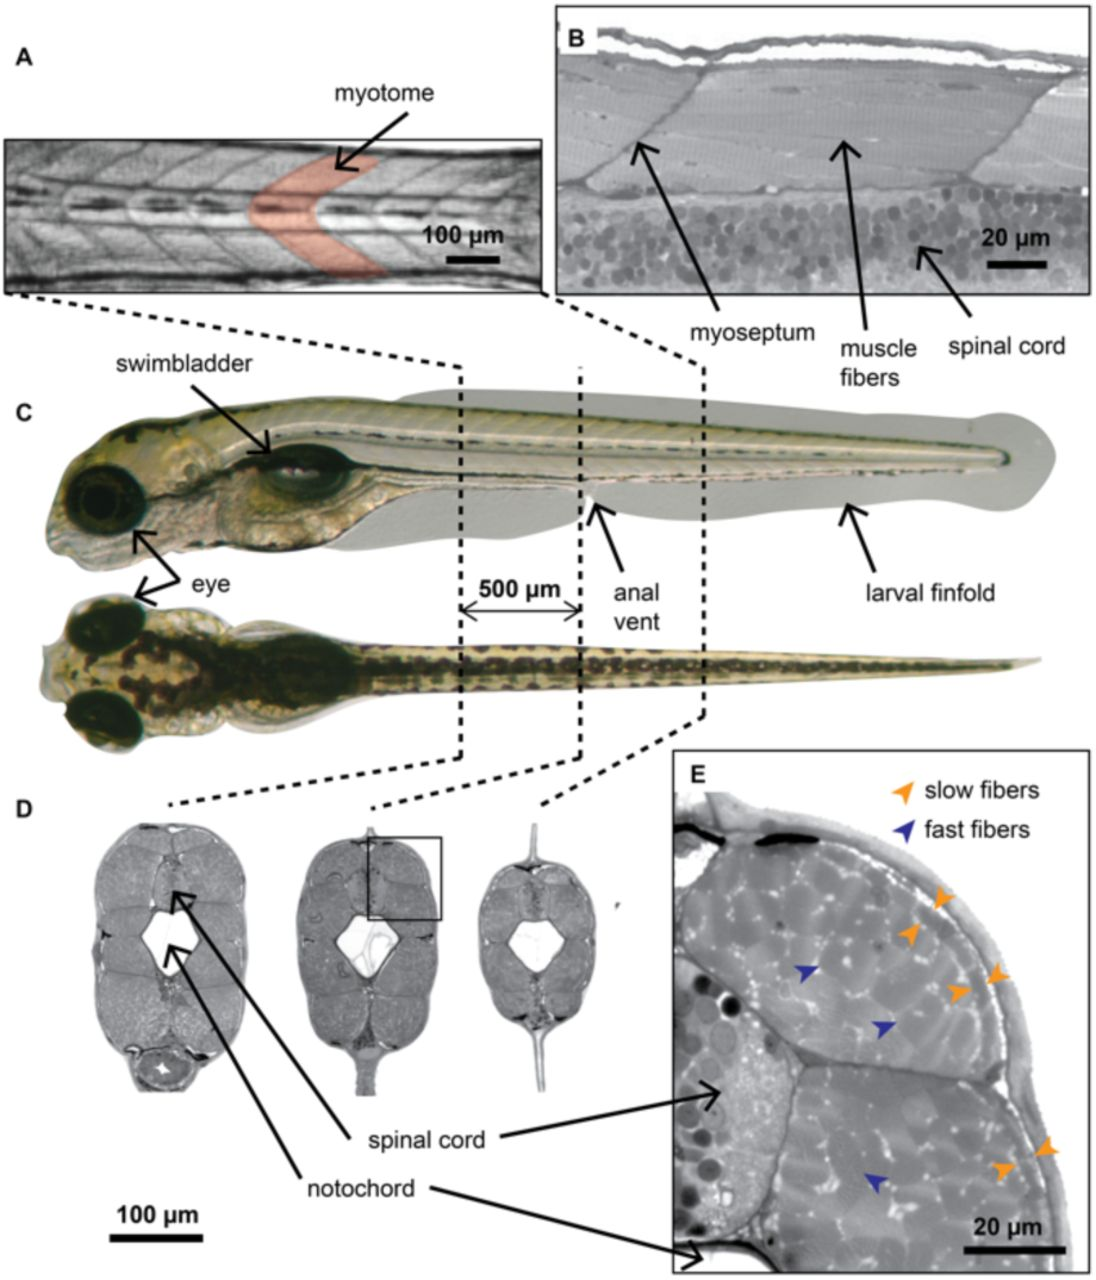 A
myotome
100 µm
B
20 µm
myoseptum
muscle
fibers
spinal cord
swimbladder
C
eye
500 µm
anal
vent
larval finfold
D
E
slow fibers
fast fibers
spinal cord
notochord
100 µm
20 µm